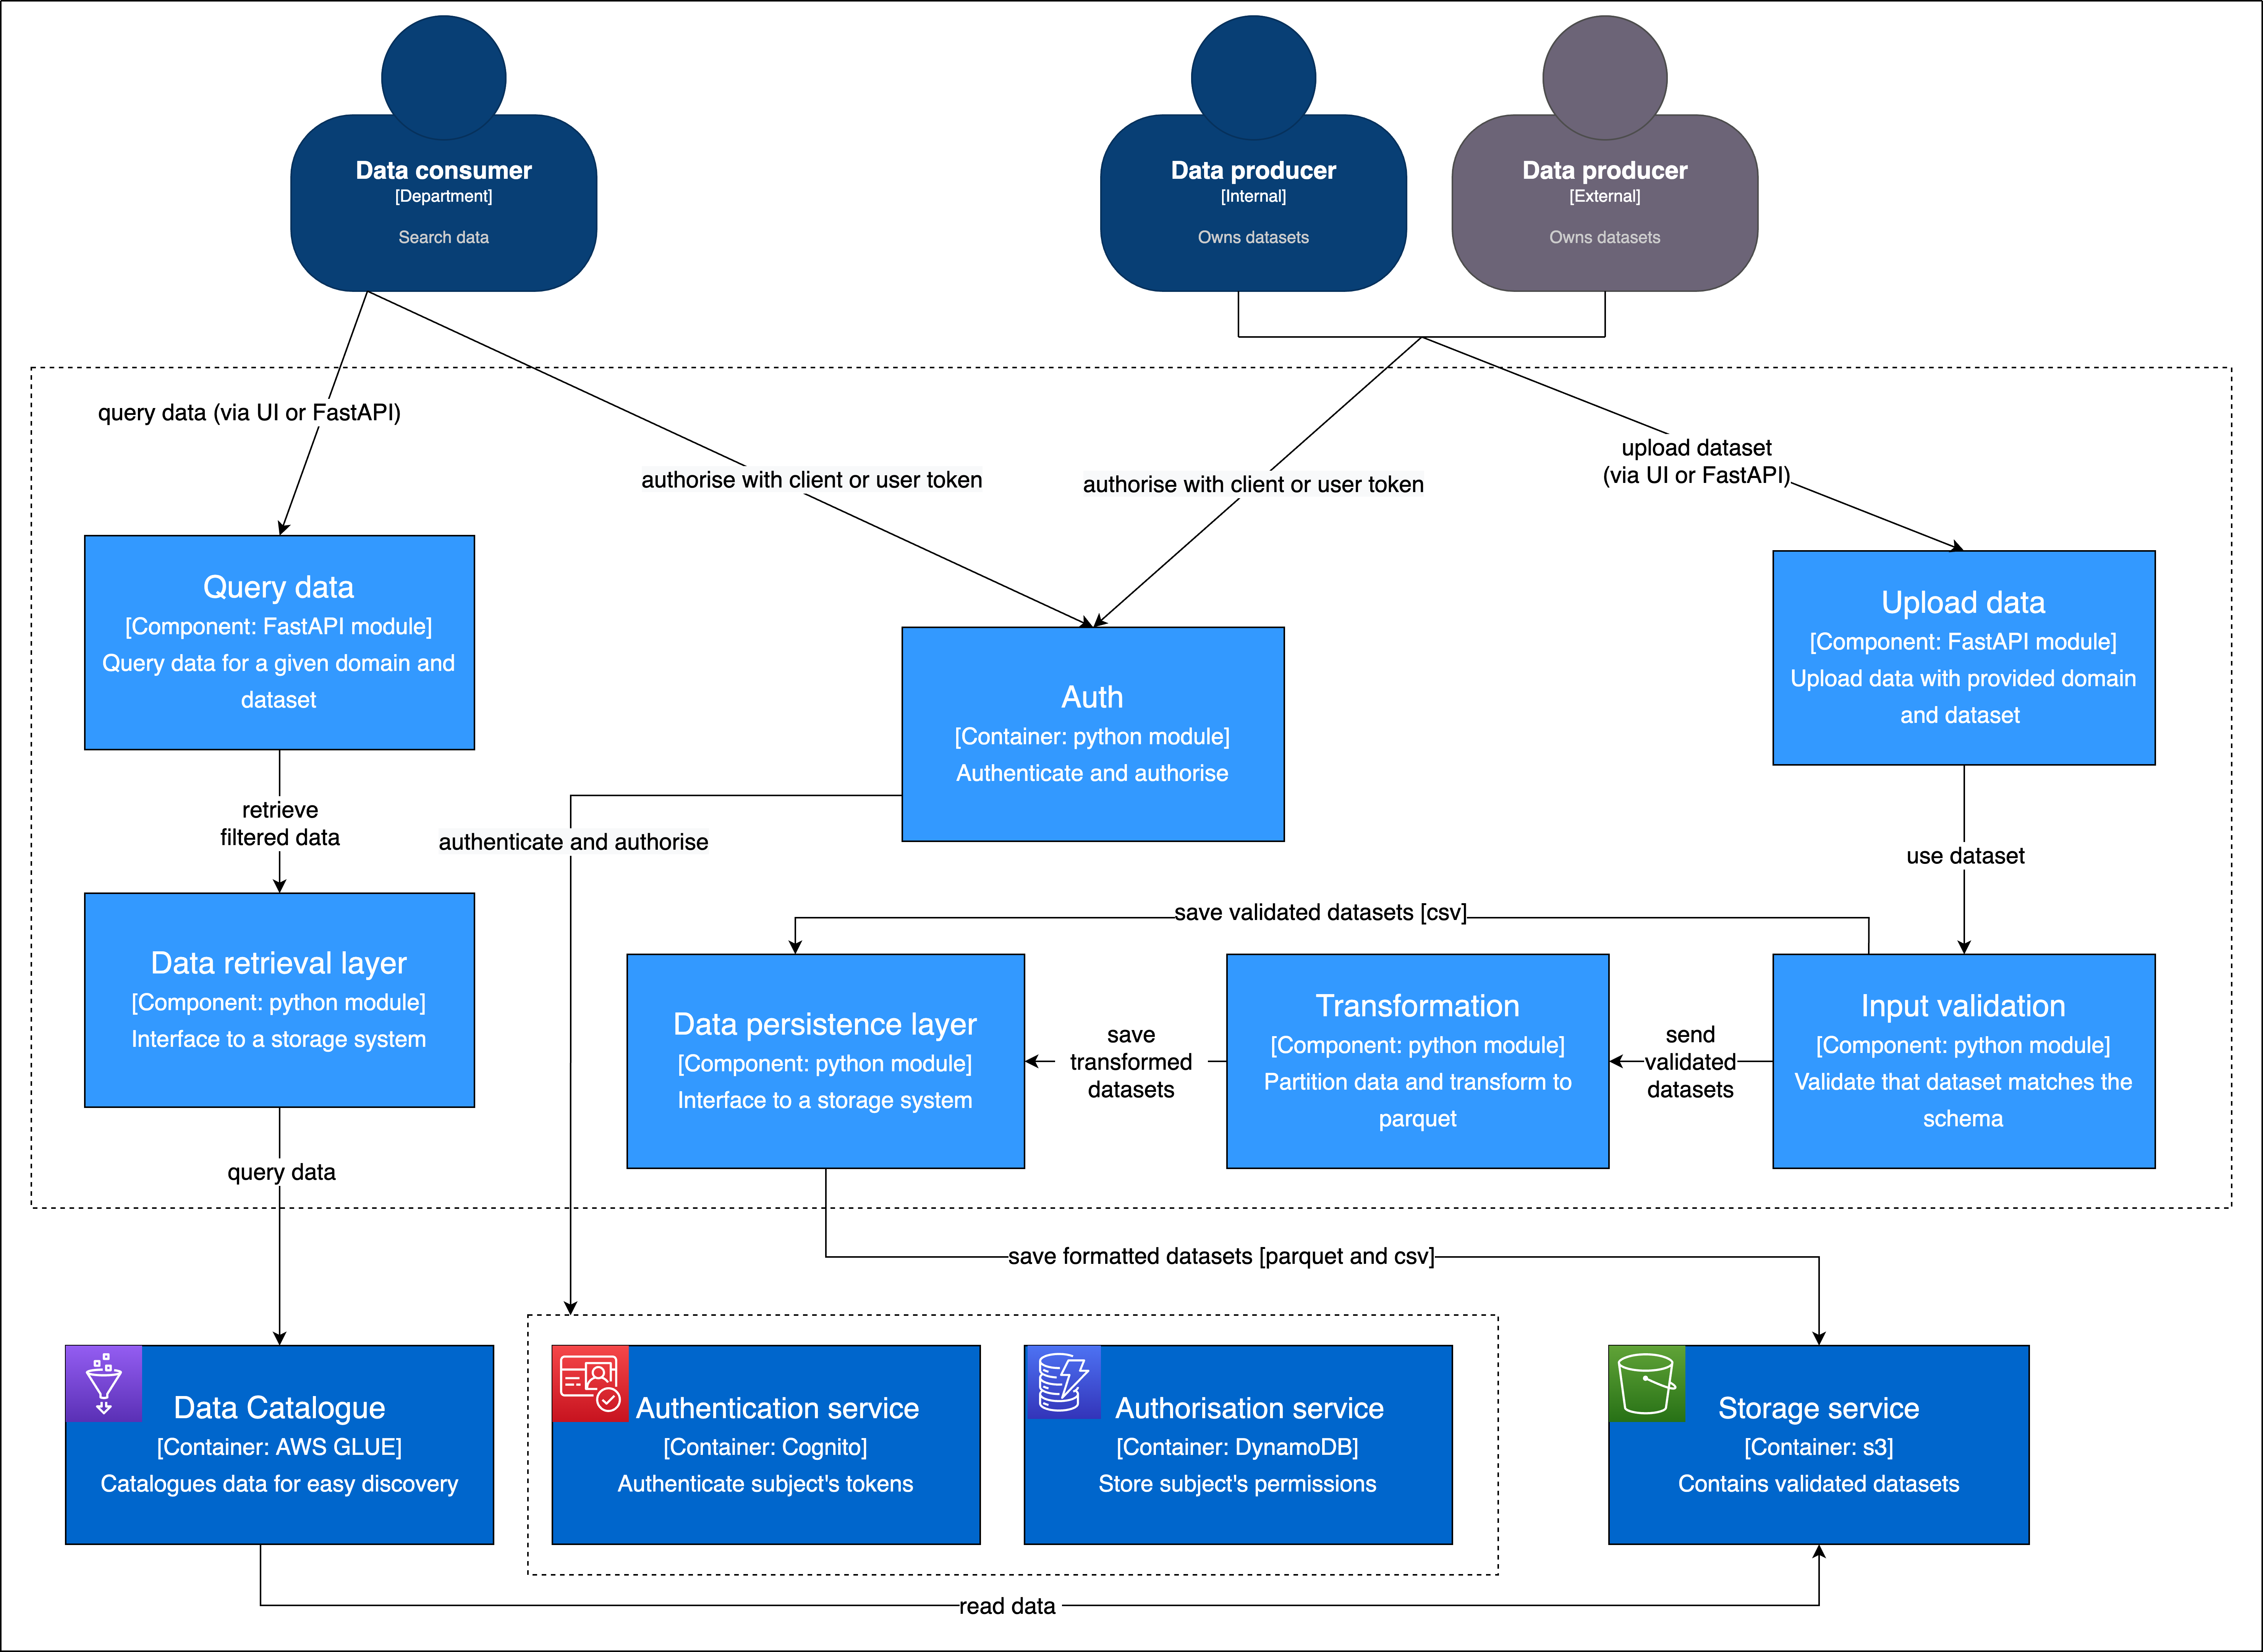 Data consumer
[Department]
Search data
Data producer
[Internal]
Owns datasets
Data producer
[External]
Owns datasets
query data (via UI or FastAPI)
authorise with client or user token
authorise with client or user token
upload dataset
(via UI or FastAPI)
Query data
[Component: FastAPI module]
Query data for a given domain and
dataset
Auth
[Container: python module]
Authenticate and authorise
Upload data
[Component: FastAPI module]
Upload data with provided domain
and dataset
retrieve
filtered data
authenticate and authorise
use dataset
save validated datasets [csv]
Data retrieval layer
[Component: python module]
Interface to a storage system
Data persistence layer
[Component: python module]
Interface to a storage system
save
transformed
datasets
Transformation
[Component: python module]
Partition data and transform to
parquet
send
validated
datasets
Input validation
[Component: python module]
Validate that dataset matches the
schema
query data
save formatted datasets [parquet and csv]
Data Catalogue
[Container: AWS GLUE]
Catalogues data for easy discovery
Authentication service
[Container: Cognito]
Authenticate subject's tokens
Authorisation service
[Container: DynamoDB]
Store subject's permissions
Storage service
[Container: s3]
Contains validated datasets
read data